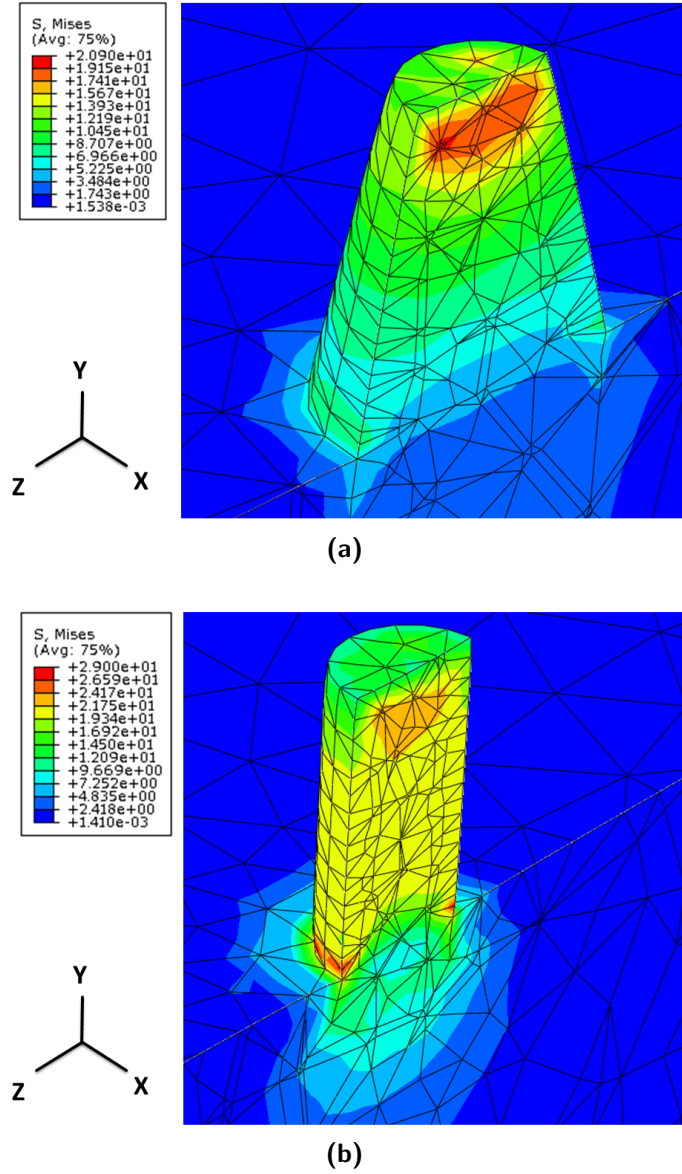 S, Mises
(Avg: 75%)
+2.090e+01
+1.915e+01
+1.741e+01
+1.567e+01
+1.393e+01
+1.219e+01
+1.045e+01
+8.707e+00
+6.966e+00
+5.225e+00
+3.484e+00
+1.743e+00
+1.538e-03
Y
Z X
(a)
S, Mises
(Avg: 75%)
+2.900e+01
+2.659e+01
+2.417e+01
+2.175e+01
+1.934e+01
+1.692e+01
+1.450e+01
+1.209e+01
+9.669e+00
+7.252e+00
+4.835e+00
+2.418e+00
+1.410e-03
Y
Z X
(b)